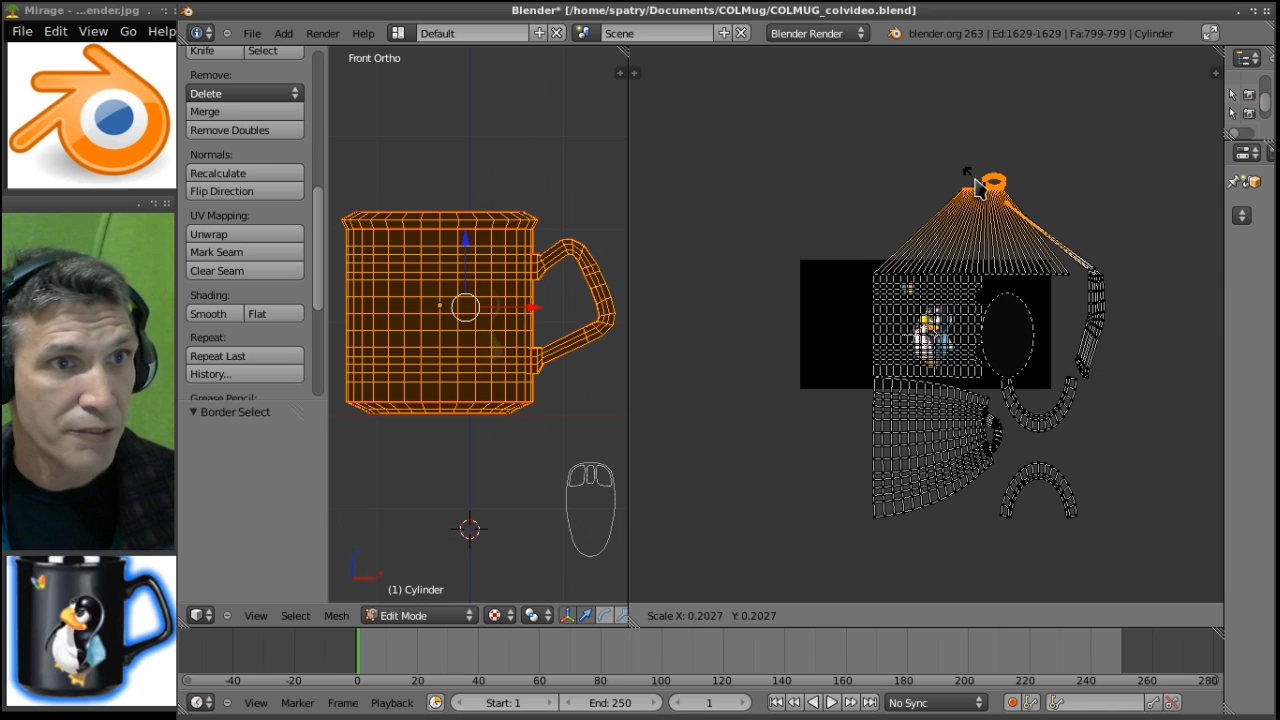 Mirage - ...ender.jpg
File Edit View Go Help
Blender* [/home/spatry/Documents/COLMug/COLMUG_colvideo.blend]
File Add Render Help Default Scene Blender Render blender.org 263 | Ed:1629-1629 | Fa:799-799 | Cylinder
Knife Select
Remove:
Delete
Merge
Remove Doubles
Normals:
Recalculate
Flip Direction
UV Mapping:
Unwrap
Mark Seam
Clear Seam
Shading:
Smooth Flat
Repeat:
Repeat Last
History...
Grease Pencil:
Border Select
Front Ortho
(1) Cylinder
View Select Mesh Edit Mode
Scale X: 0.2027 Y: 0.2027
-40 -20 0 20 40 60 80 100 120 140 160 180 200 220 240 260 280
View Marker Frame Playback Start: 1 End: 250 1 No Sync